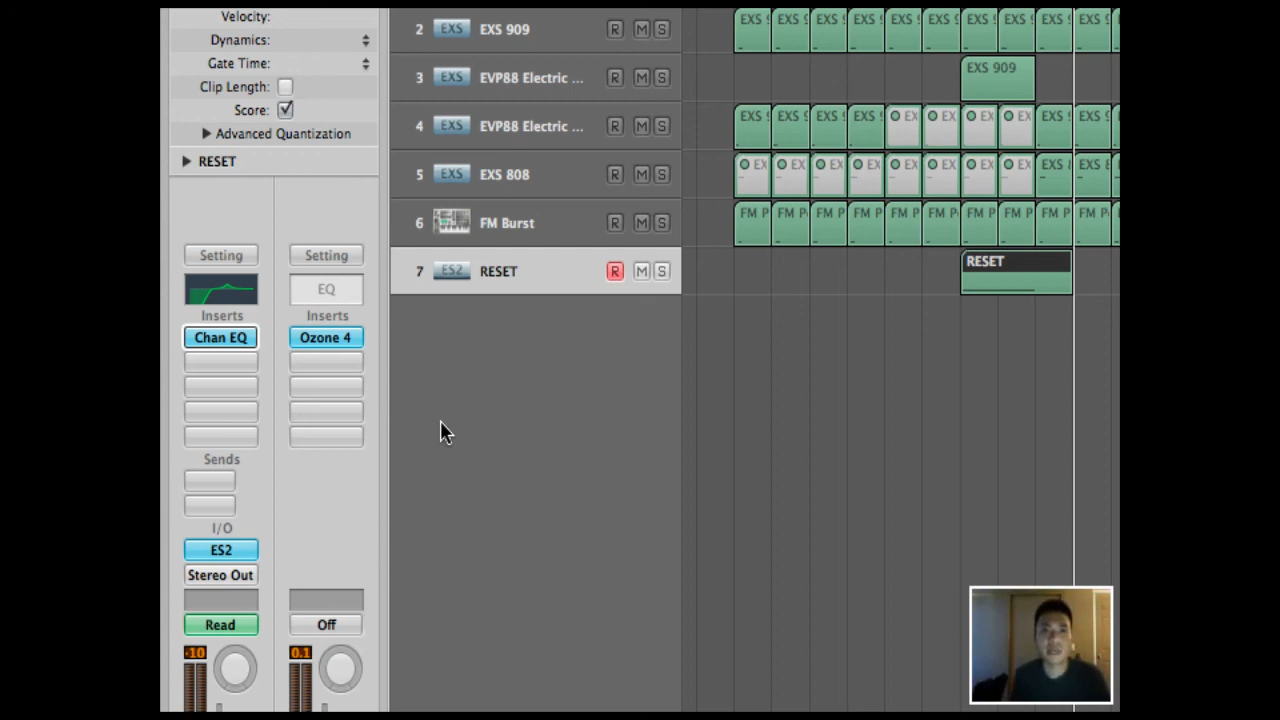 Velocity:
Dynamics:
Gate Time:
Clip Length:
Score:
Advanced Quantization
RESET
Setting
Setting
EQ
Inserts
Inserts
Chan EQ
Ozone 4
Sends
I/O
ES2
Stereo Out
Read
Off
-10
0.1
2 EXS EXS 909 R M S
3 EXS EVP88 Electric ... R M S EXS 909
4 EXS EVP88 Electric ... R M S
5 EXS EXS 808 R M S
6 FM Burst R M S
7 ES2 RESET R M S RESET